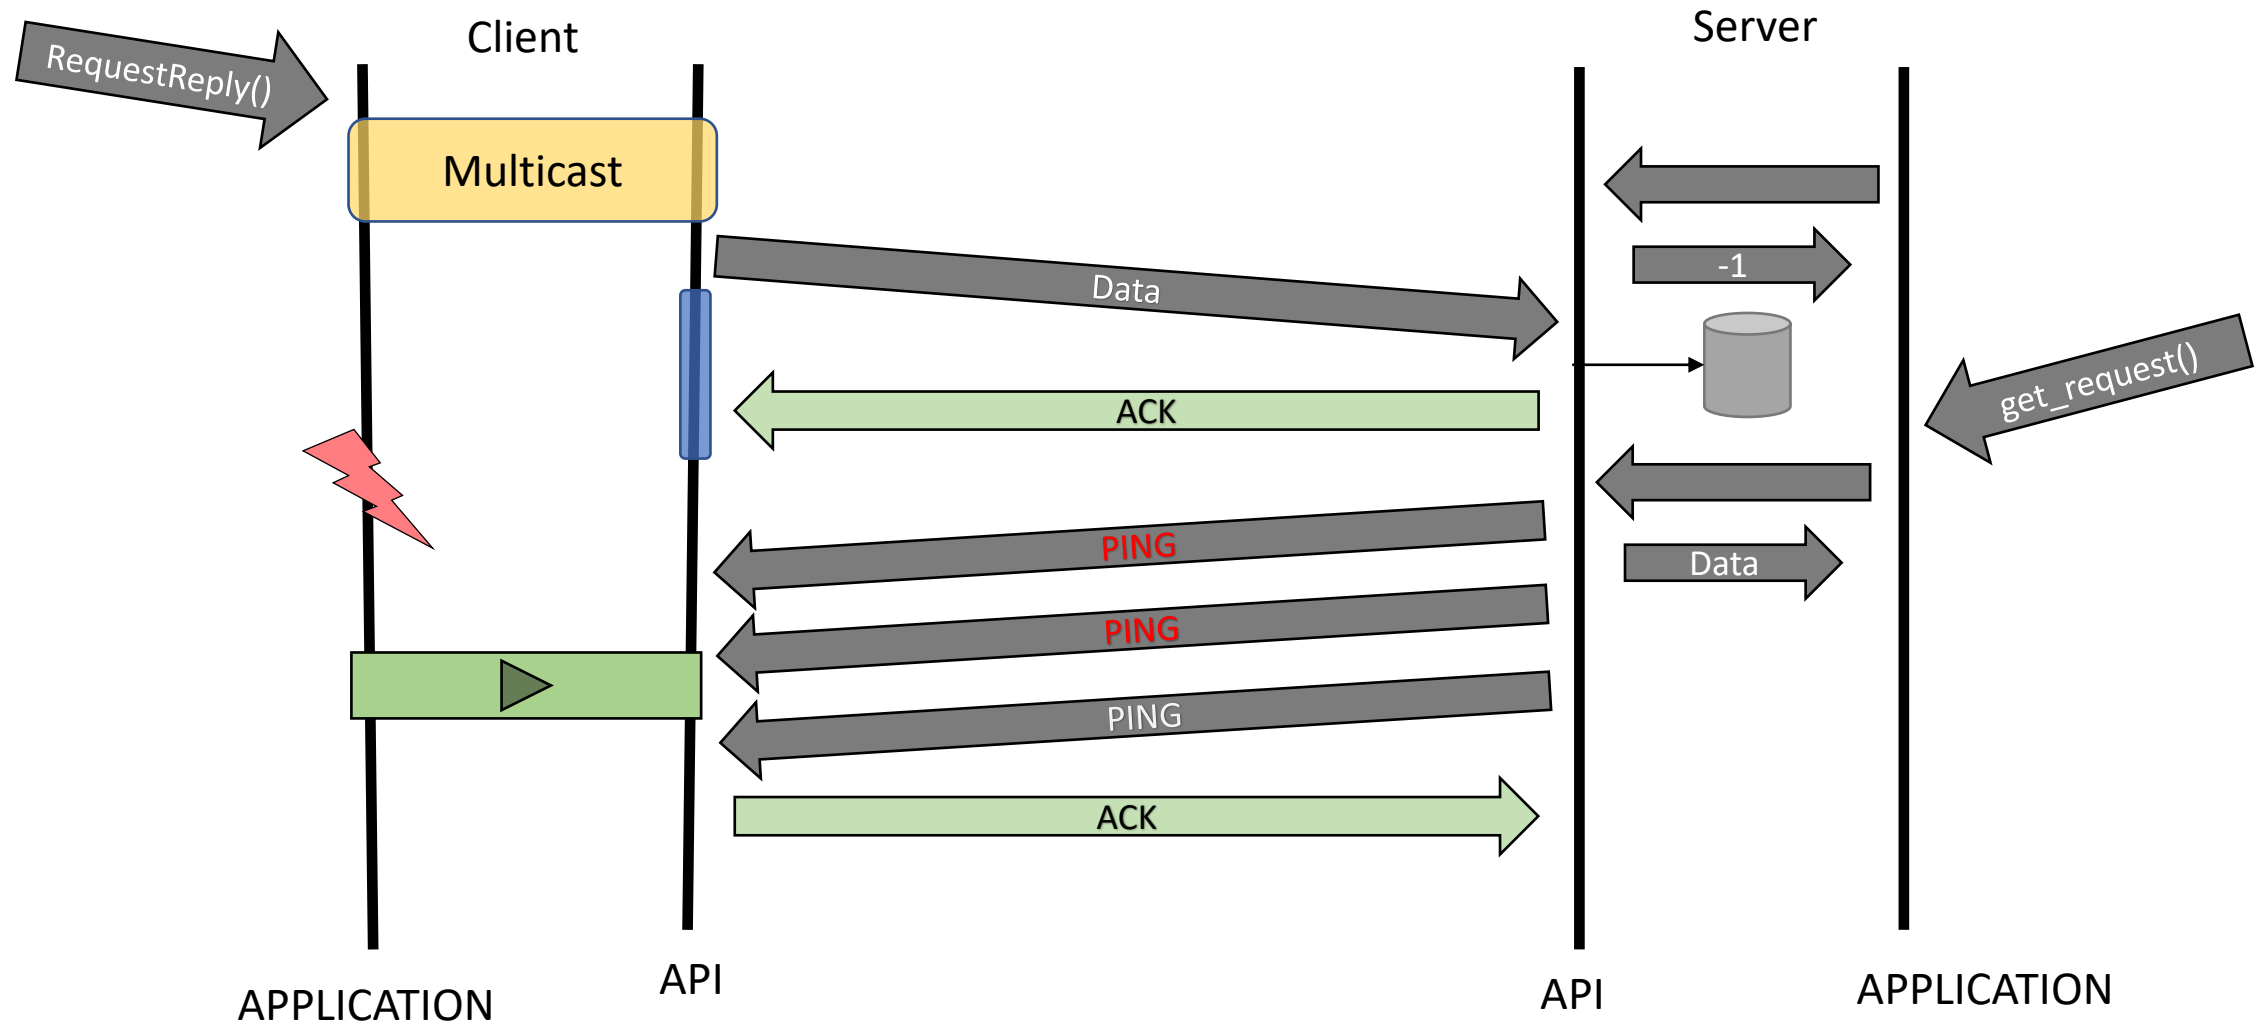 Client
Server
RequestReply()
Multicast
-1
Data
get_request()
ACK
PING
Data
PING
PING
ACK
API
API
APPLICATION
APPLICATION